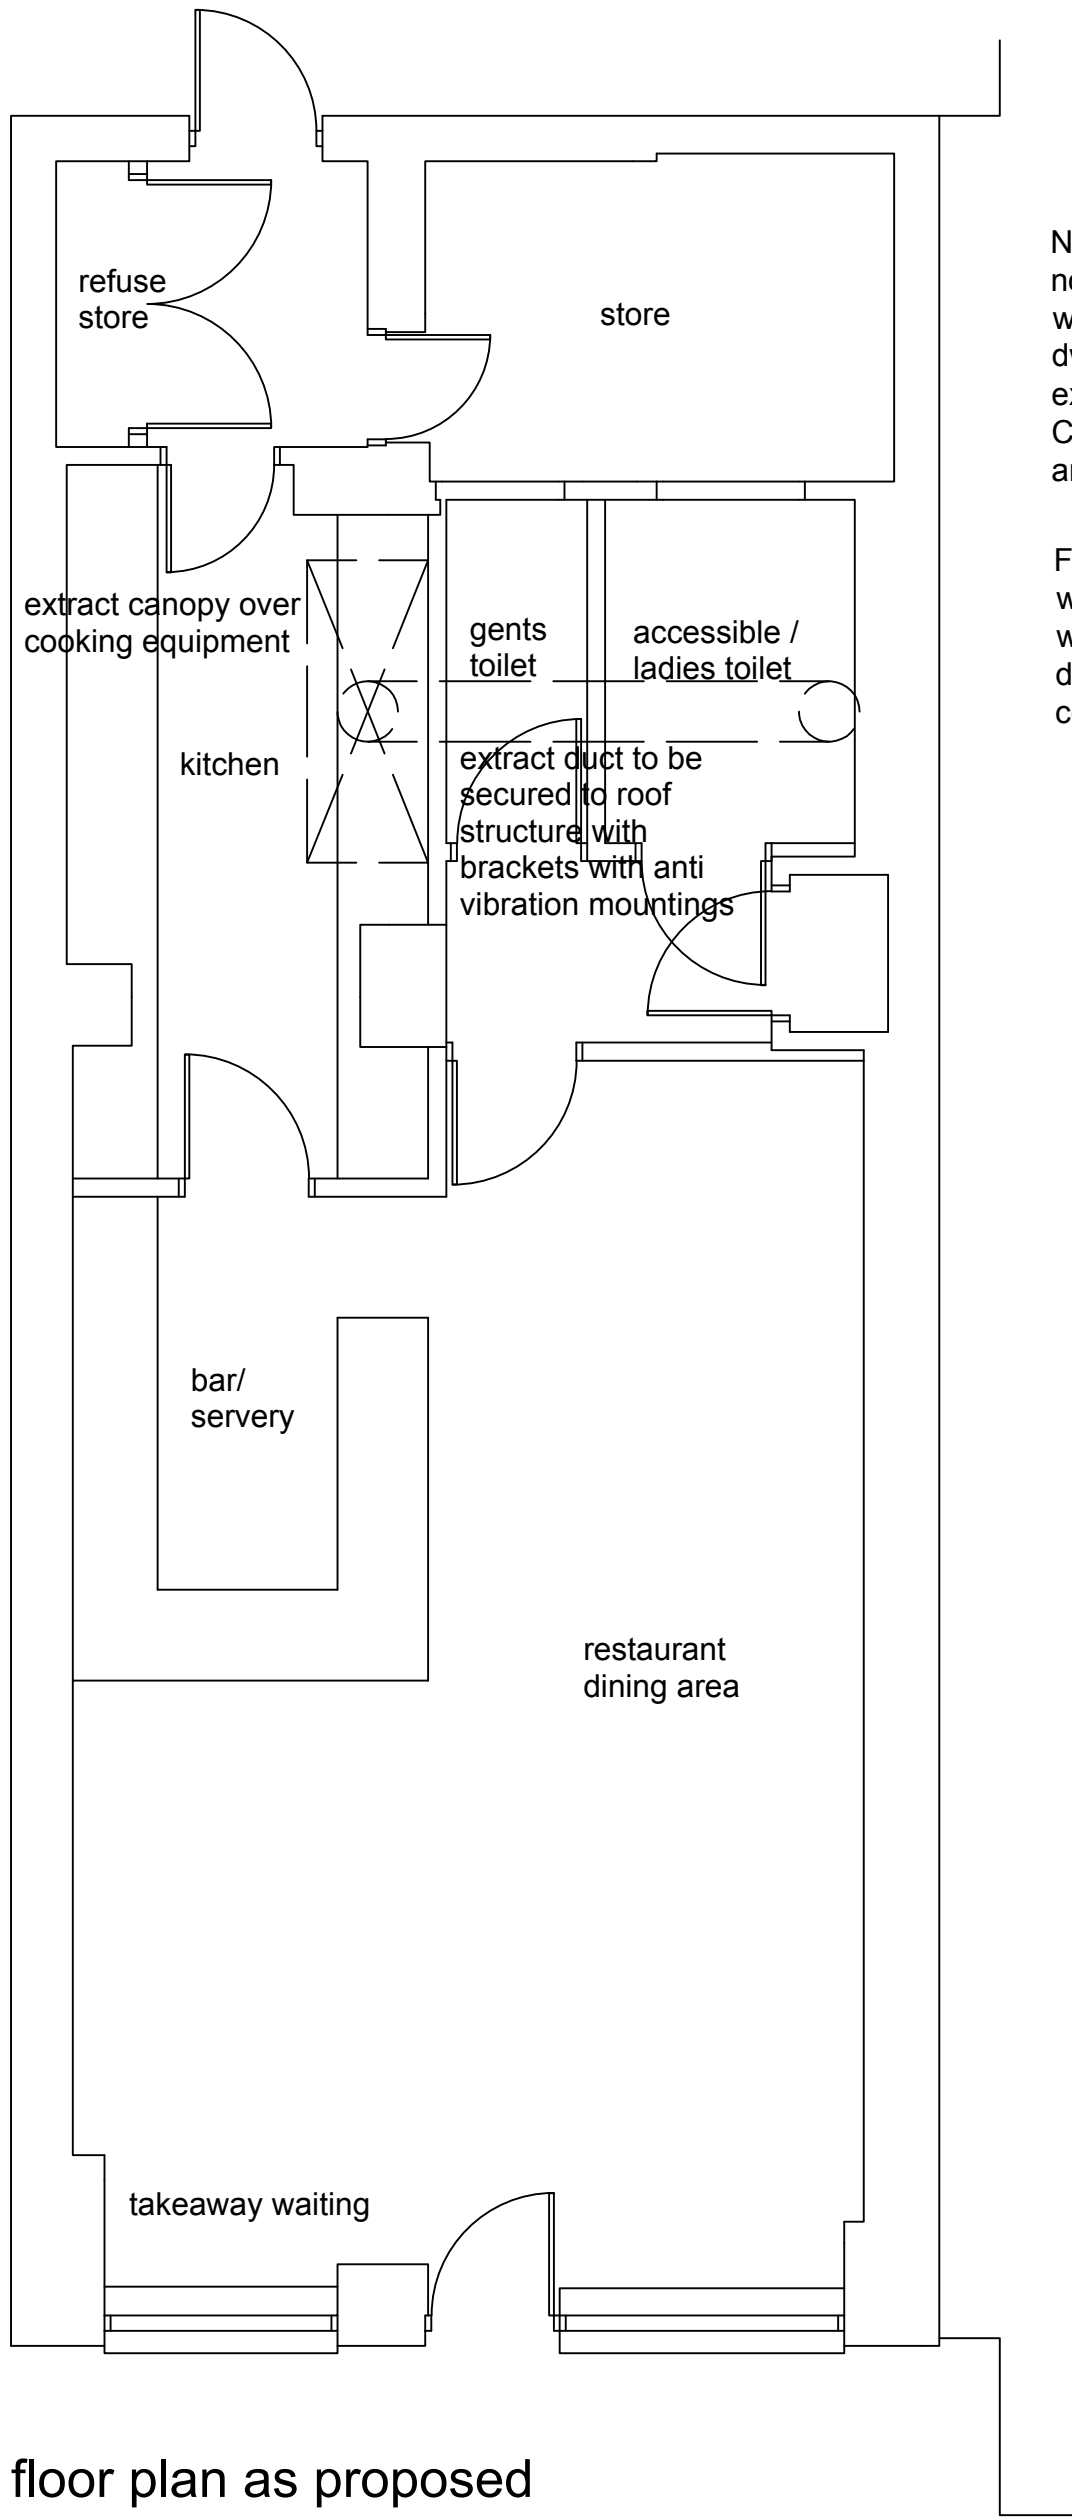 refuse
store
store
extract canopy over
cooking equipment
gents
toilet
accessible /
ladies toilet
kitchen
extract duct to be
secured to roof
structure with
brackets with anti
vibration mountings
bar/
servery
restaurant
dining area
takeaway waiting
floor plan as proposed